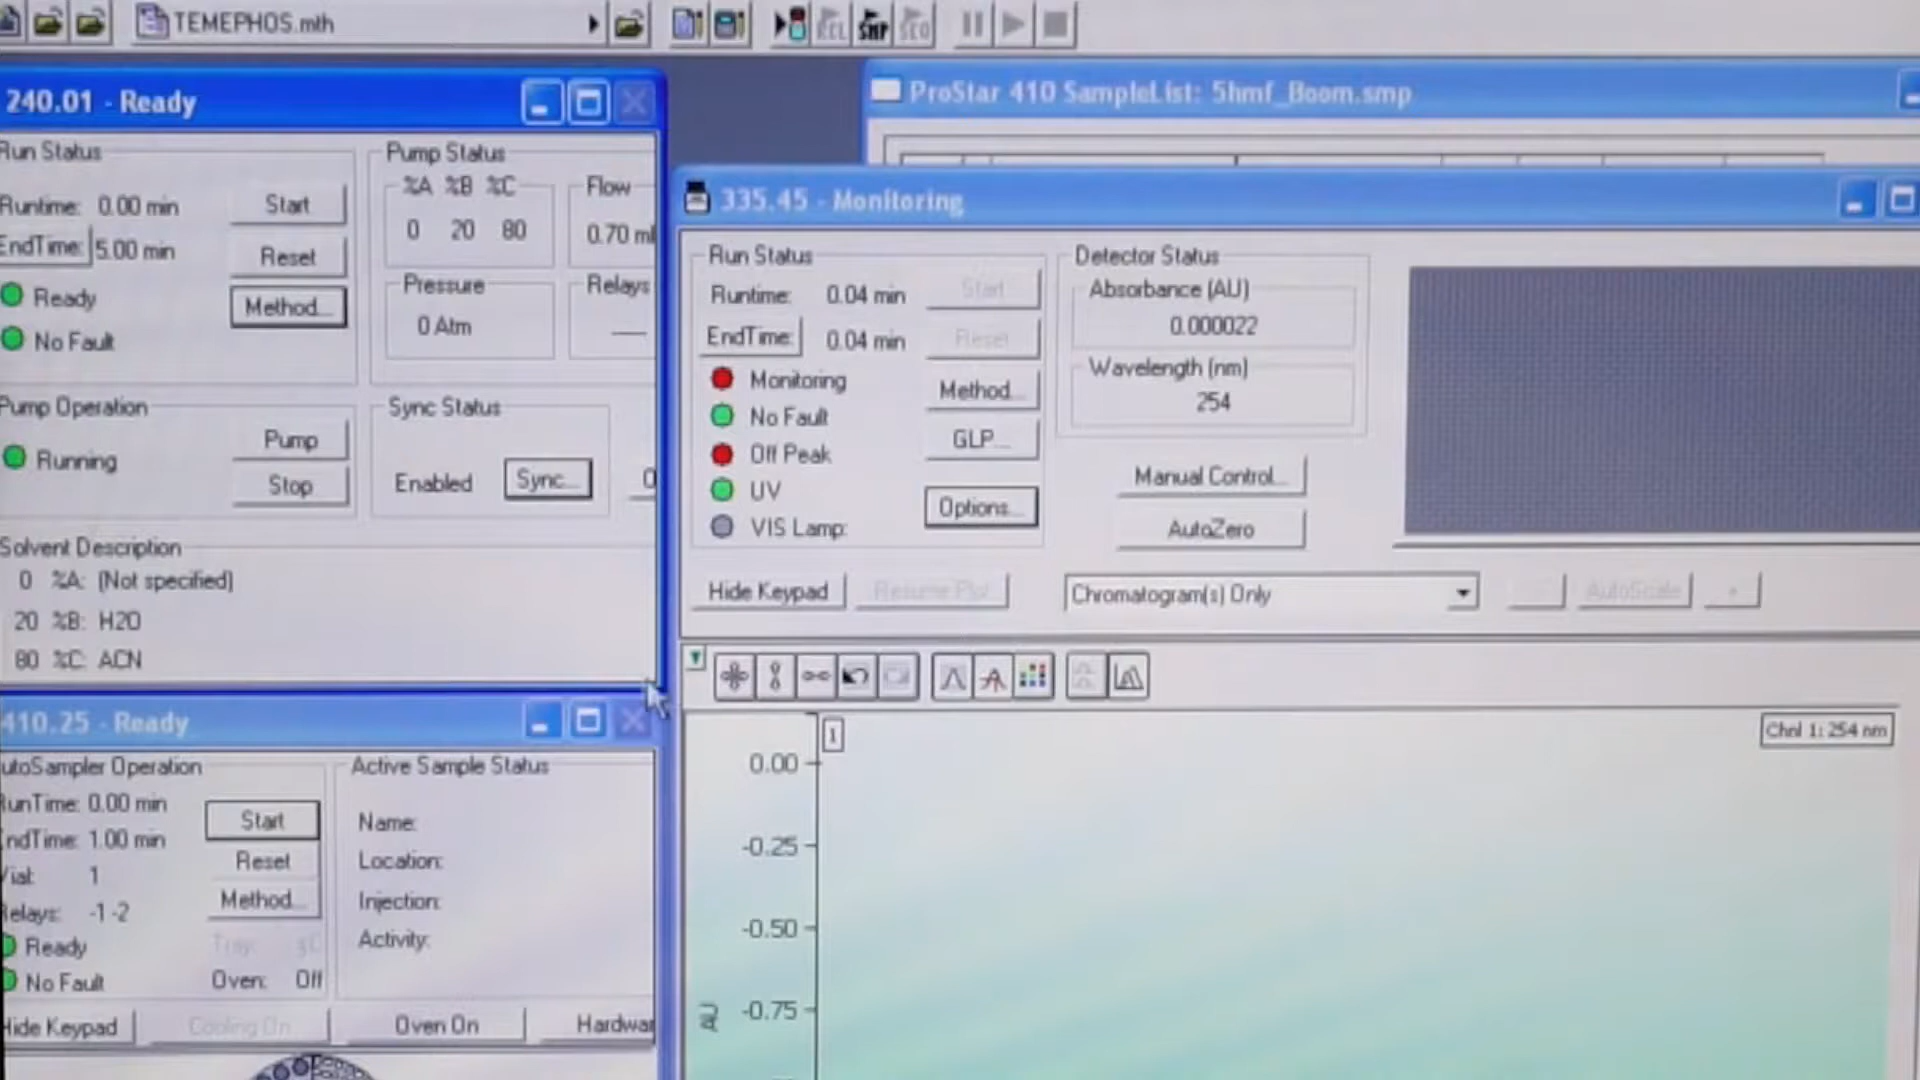 TEMEPHOS.mth
SMP
240.01 - Ready
Run Status
Runtime: 0.00 min
Start
EndTime: 5.00 min
Reset
Ready
Method...
No Fault
Pump Status
%A %B %C
0 20 80
Flow
0.70 ml
Pressure
0 Atm
Relays
Pump Operation
Running
Pump
Stop
Sync Status
Enabled
Sync...
Solvent Description
0 %A: (Not specified)
20 %B: H2O
80 %C: ACN
410.25 - Ready
utoSampler Operation
RunTime: 0.00 min
Start
ndTime: 1.00 min
Reset
Vial: 1
Method...
Relays: -1 -2
Ready
Tray:
No Fault
Oven: Off
Active Sample Status
Name:
Location:
Injection:
Activity:
Hide Keypad
Cooling On
Oven On
Hardwar
ProStar 410 SampleList: 5hmf_Boom.smp
335.45 - Monitoring
Run Status
Runtime: 0.04 min
Start
EndTime: 0.04 min
Reset
Monitoring
Method...
No Fault
GLP...
Off Peak
UV
Options...
VIS Lamp:
Detector Status
Absorbance (AU)
0.000022
Wavelength (nm)
254
Manual Control...
AutoZero
Hide Keypad
Resume Plot
Chromatogram(s) Only
AutoScale
+
1
Chnl 1: 254 nm
0.00
-0.25
-0.50
-0.75
AU